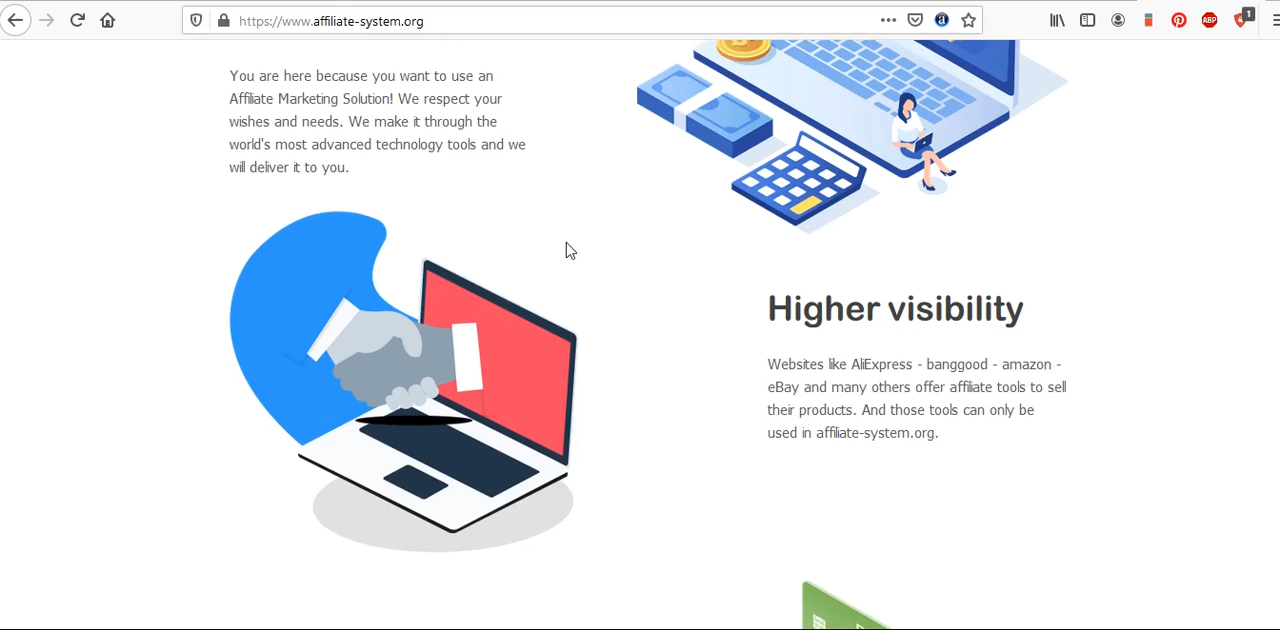 https://www.affiliate-system.org
ABP
1
You are here because you want to use an
Affiliate Marketing Solution! We respect your
wishes and needs. We make it through the
world's most advanced technology tools and we
will deliver it to you.
Higher visibility
Websites like AliExpress - banggood - amazon -
eBay and many others offer affiliate tools to sell
their products. And those tools can only be
used in affiliate-system.org.